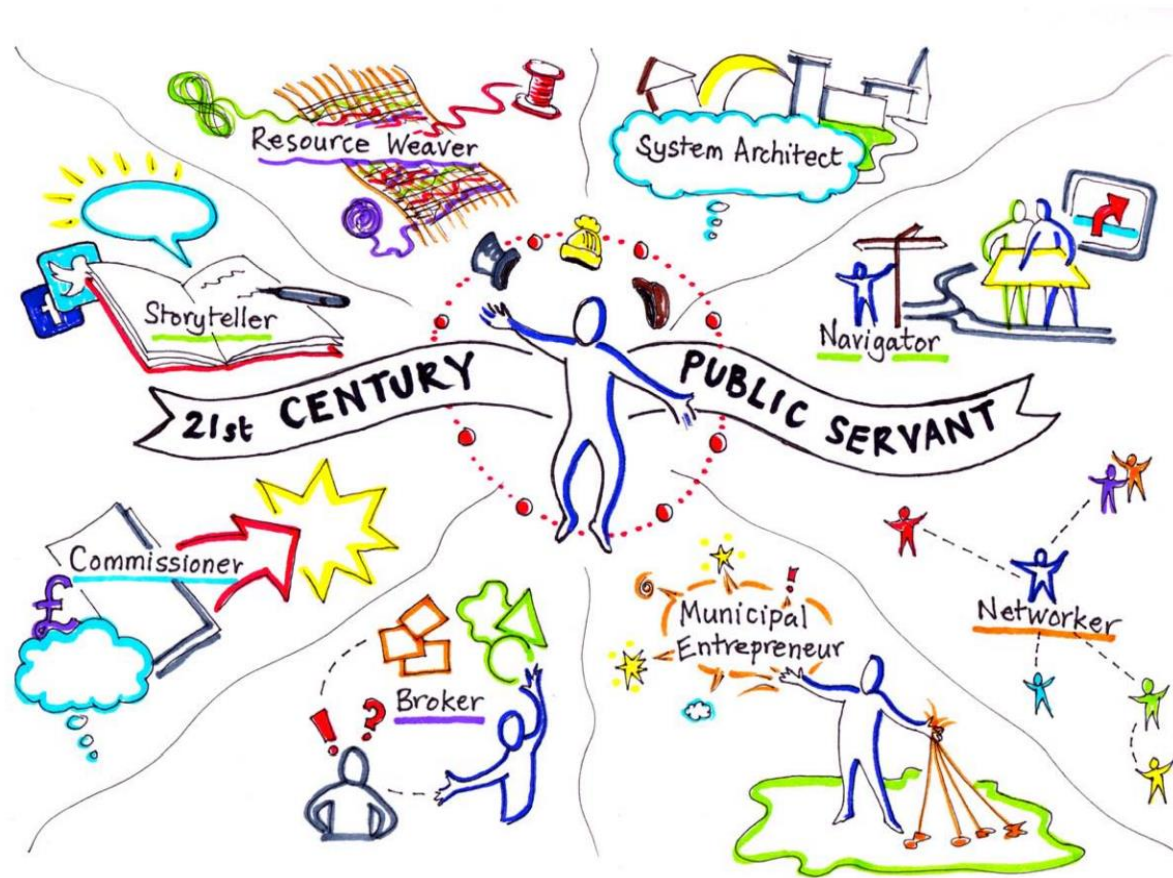 Resource Weaver
System Architect
Storyteller
Navigator
21st CENTURY PUBLIC SERVANT
Commissioner
£
Broker
! ?
Municipal
Entrepreneur
!
Networker
f